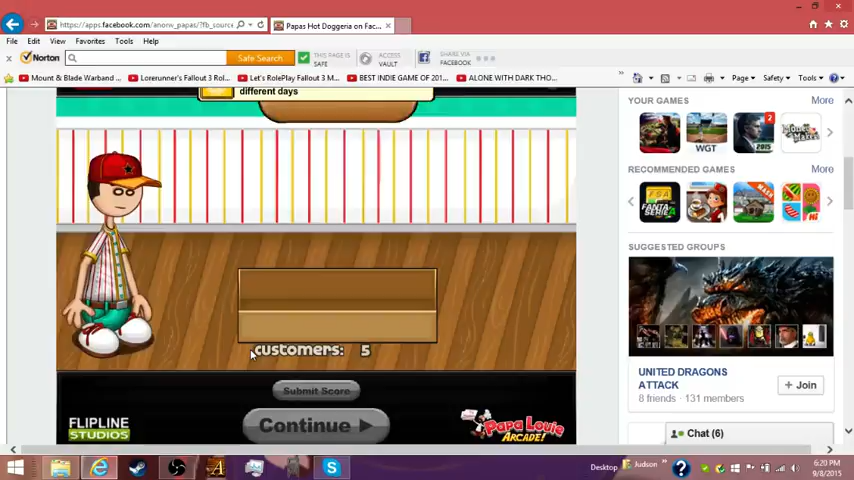 https://apps.facebook.com/anorw_papas/?fb_source
Papas Hot Doggeria on Fac...
File Edit View Favorites Tools Help
Norton
Safe Search
THIS PAGE IS SAFE
ACCESS VAULT
SHARE VIA FACEBOOK
Mount & Blade Warband ...
Lorerunner's Fallout 3 Rol...
Let's RolePlay Fallout 3 M...
BEST INDIE GAME OF 201...
ALONE WITH DARK THO...
Page
Safety
Tools
different days
YOUR GAMES More
WGT
2
2015
RECOMMENDED GAMES More
SUGGESTED GROUPS
UNITED DRAGONS ATTACK
8 friends · 131 members
+ Join
Chat (6)
customers: 5
Submit Score
Continue
FLIPLINE STUDIOS
Papa Louie ARCADE!
Desktop
Judson
6:20 PM
9/8/2015